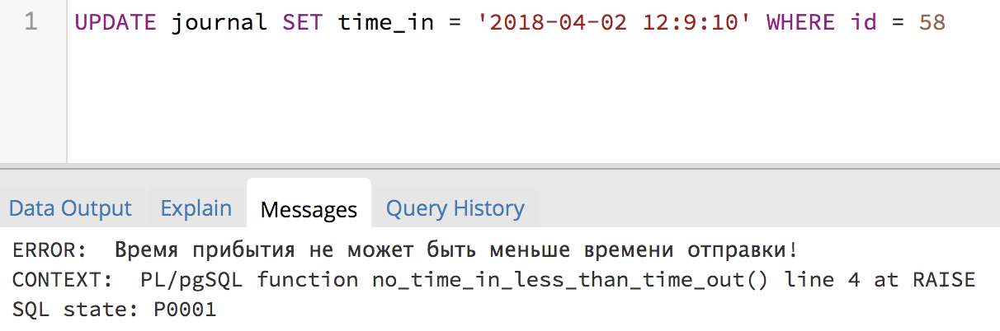 1 UPDATE journal SET time_in = '2018-04-02 12:9:10' WHERE id = 58
Data Output Explain Messages Query History
ERROR:  Время прибытия не может быть меньше времени отправки!
CONTEXT:  PL/pgSQL function no_time_in_less_than_time_out() line 4 at RAISE
SQL state: P0001